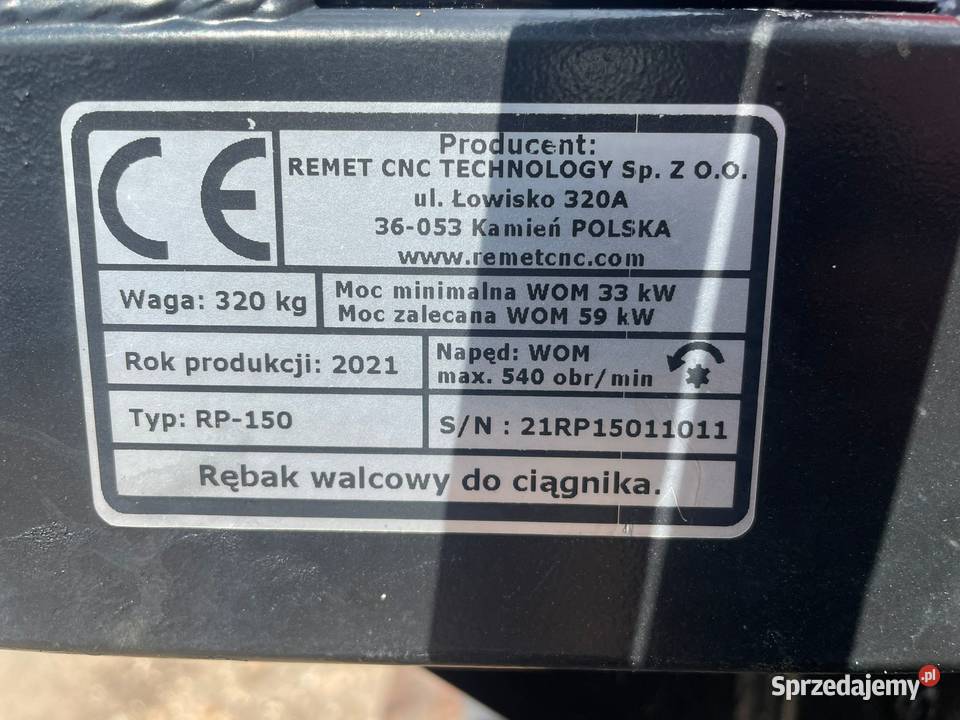 CE
Producent:
REMET CNC TECHNOLOGY Sp. Z O.O.
ul. Łowisko 320A
36-053 Kamień POLSKA
www.remetcnc.com
Waga: 320 kg
Moc minimalna WOM 33 kW
Moc zalecana WOM 59 kW
Rok produkcji: 2021
Napęd: WOM
max. 540 obr/min
Typ: RP-150
S/N : 21RP15011011
Rębak walcowy do ciągnika.
Sprzedajemy.pl